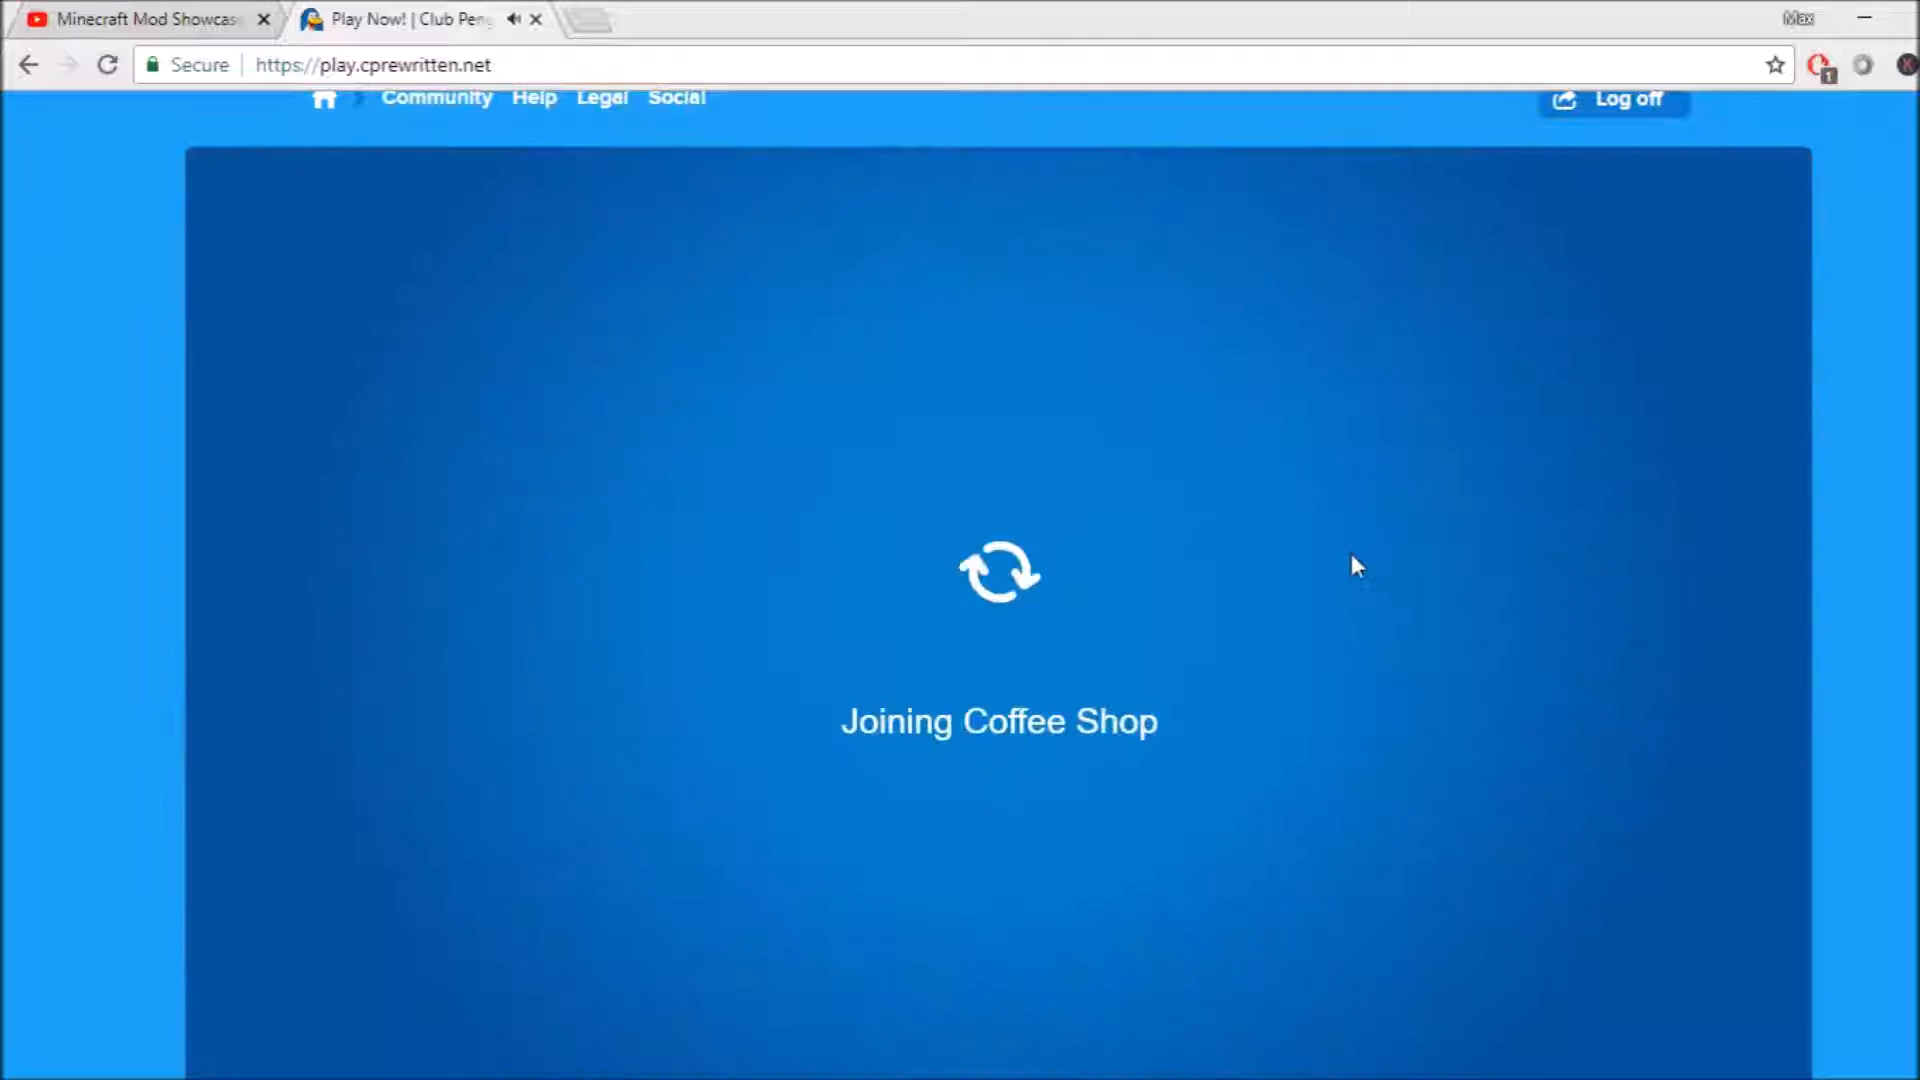 Minecraft Mod Showcas
Play Now! | Club Pen
Max
Secure
https://play.cprewritten.net
1
Community
Help
Legal
Social
Log off
Joining Coffee Shop